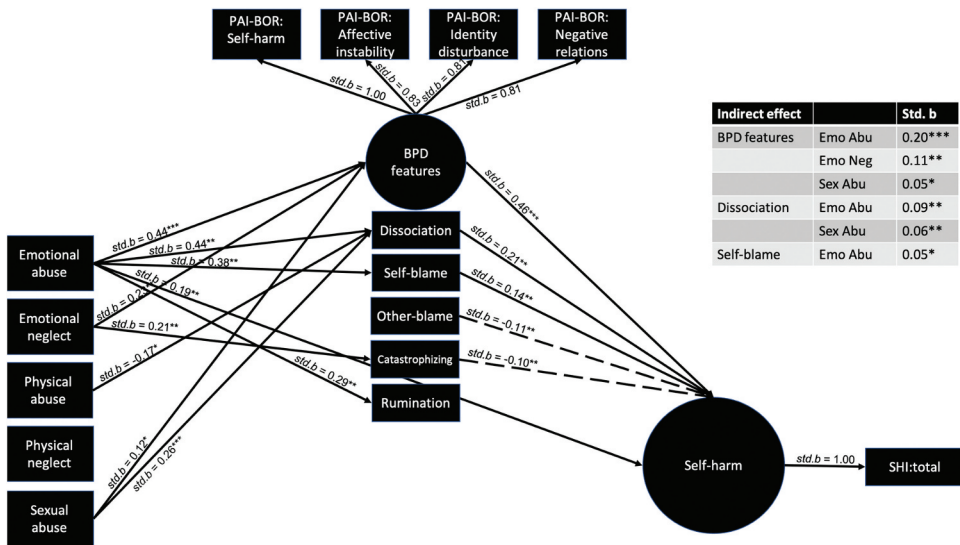 PAI-BOR:
Self-harm
PAI-BOR:
Affective
instability
PAI-BOR:
Identity
disturbance
PAI-BOR:
Negative
relations
std.b = 1.00
std.b = 0.83
std.b = 0.81
std.b = 0.81
BPD
features
Indirect effect Std. b
BPD features Emo Abu 0.20***
Emo Neg 0.11**
Sex Abu 0.05*
Dissociation Emo Abu 0.09**
Sex Abu 0.06**
Self-blame Emo Abu 0.05*
Emotional
abuse
Emotional
neglect
Physical
abuse
Physical
neglect
Sexual
abuse
std.b = 0.44***
std.b = 0.44**
std.b = 0.38**
std.b = 0.19**
std.b = 0.21**
std.b = -0.17*
std.b = 0.29**
std.b = 0.12*
std.b = 0.26***
Dissociation
Self-blame
Other-blame
Catastrophizing
Rumination
std.b = 0.46***
std.b = 0.21**
std.b = 0.14**
std.b = -0.11**
std.b = -0.10**
Self-harm
std.b = 1.00
SHI:total